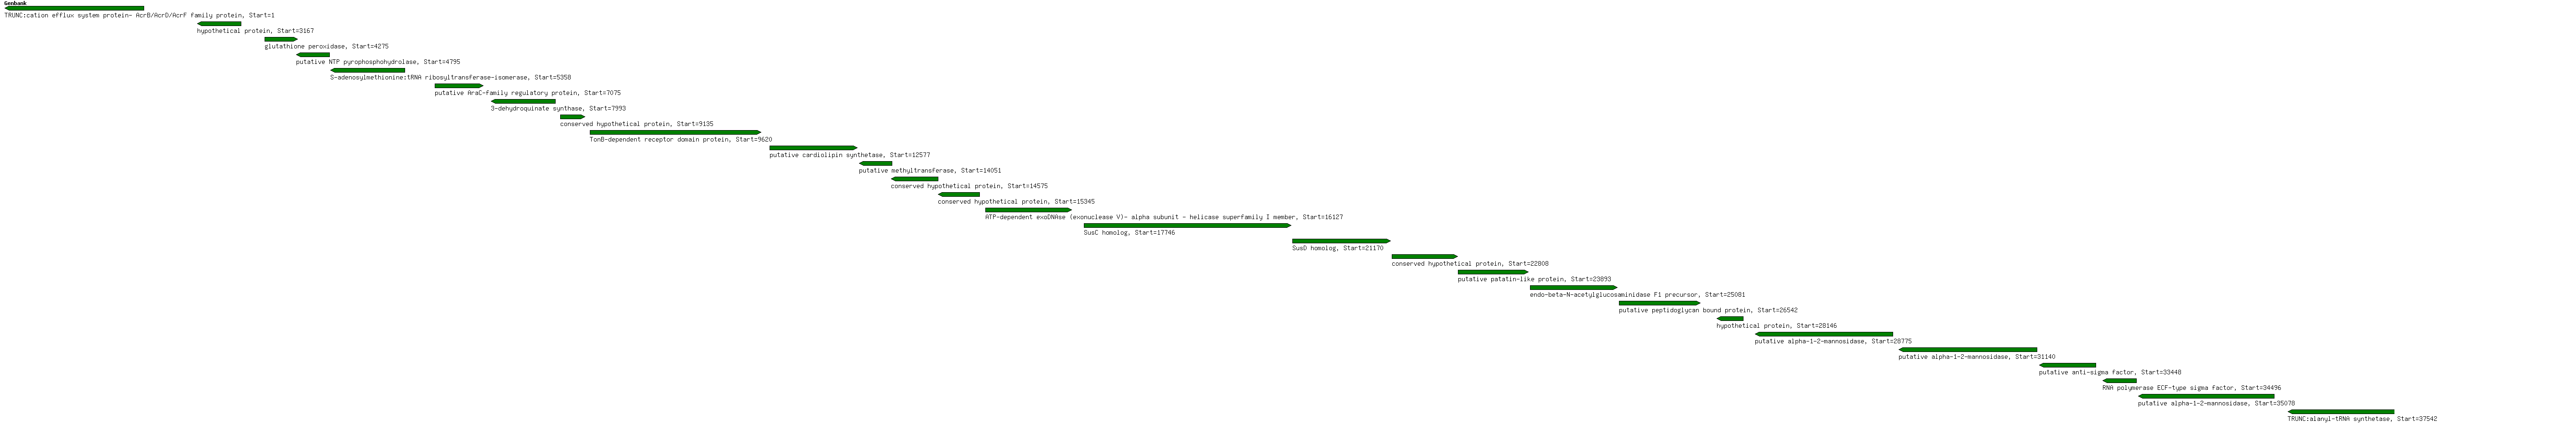 Genbank
TRUNC:cation efflux system protein- AcrB/AcrD/AcrF family protein, Start=1
hypothetical protein, Start=3167
glutathione peroxidase, Start=4275
putative NTP pyrophosphohydrolase, Start=4795
S-adenosylmethionine:tRNA ribosyltransferase-isomerase, Start=5358
putative AraC-family regulatory protein, Start=7075
3-dehydroquinate synthase, Start=7993
conserved hypothetical protein, Start=9135
TonB-dependent receptor domain protein, Start=9620
putative cardiolipin synthetase, Start=12577
putative methyltransferase, Start=14051
conserved hypothetical protein, Start=14575
conserved hypothetical protein, Start=15345
ATP-dependent exoDNAse (exonuclease V)- alpha subunit - helicase superfamily I member, Start=16127
SusC homolog, Start=17746
SusD homolog, Start=21170
conserved hypothetical protein, Start=22808
putative patatin-like protein, Start=23893
endo-beta-N-acetylglucosaminidase F1 precursor, Start=25081
putative peptidoglycan bound protein, Start=26542
hypothetical protein, Start=28146
putative alpha-1-2-mannosidase, Start=28775
putative alpha-1-2-mannosidase, Start=31140
putative anti-sigma factor, Start=33448
RNA polymerase ECF-type sigma factor, Start=34496
putative alpha-1-2-mannosidase, Start=35078
TRUNC:alanyl-tRNA synthetase, Start=37542